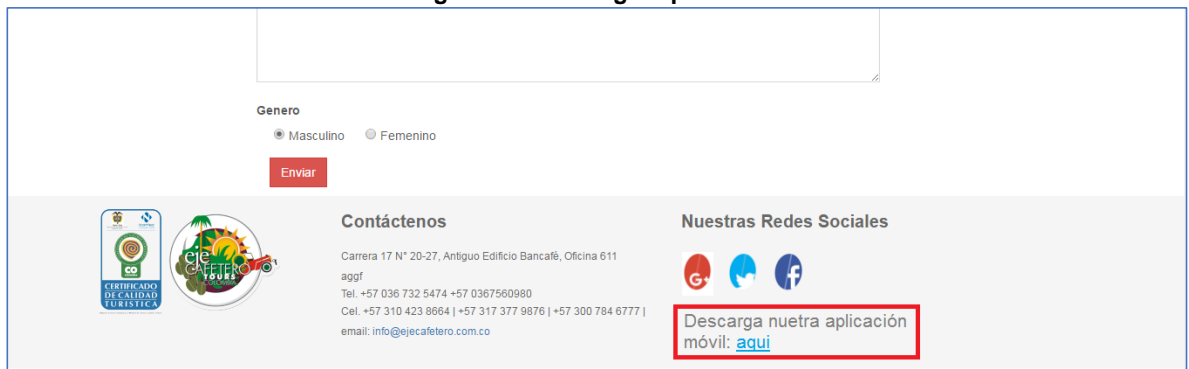 Genero
Masculino Femenino
Enviar
CO
CERTIFICADO
DE CALIDAD
TURISTICA
eje
CAFETERO
TOURS
COLOMBIA
Contáctenos
Carrera 17 N° 20-27, Antiguo Edificio Bancafé, Oficina 611
aggf
Tel. +57 036 732 5474 +57 0367560980
Cel. +57 310 423 8664 | +57 317 377 9876 | +57 300 784 6777 |
email: info@ejecafetero.com.co
Nuestras Redes Sociales
G+
Descarga nuetra aplicación
móvil: aqui